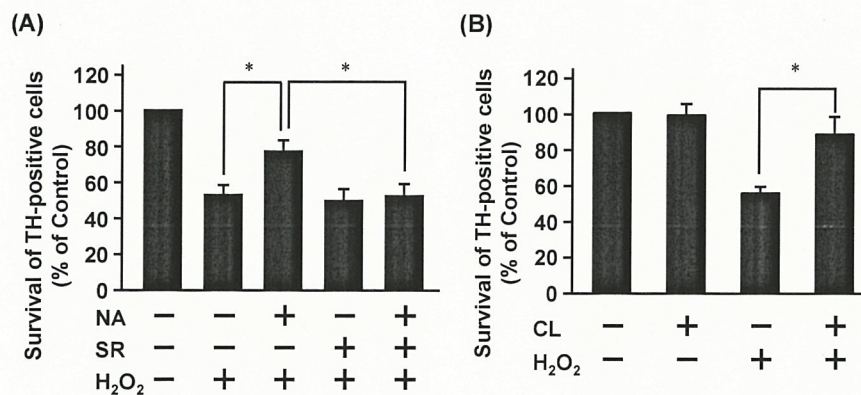 (A)
Survival of TH-positive cells
(% of Control)
120
100
80
60
40
20
0
*
*
NA − − + − +
SR − − − + +
H₂O₂ − + + + +
(B)
Survival of TH-positive cells
(% of Control)
120
100
80
60
40
20
0
*
CL − + − +
H₂O₂ − − + +